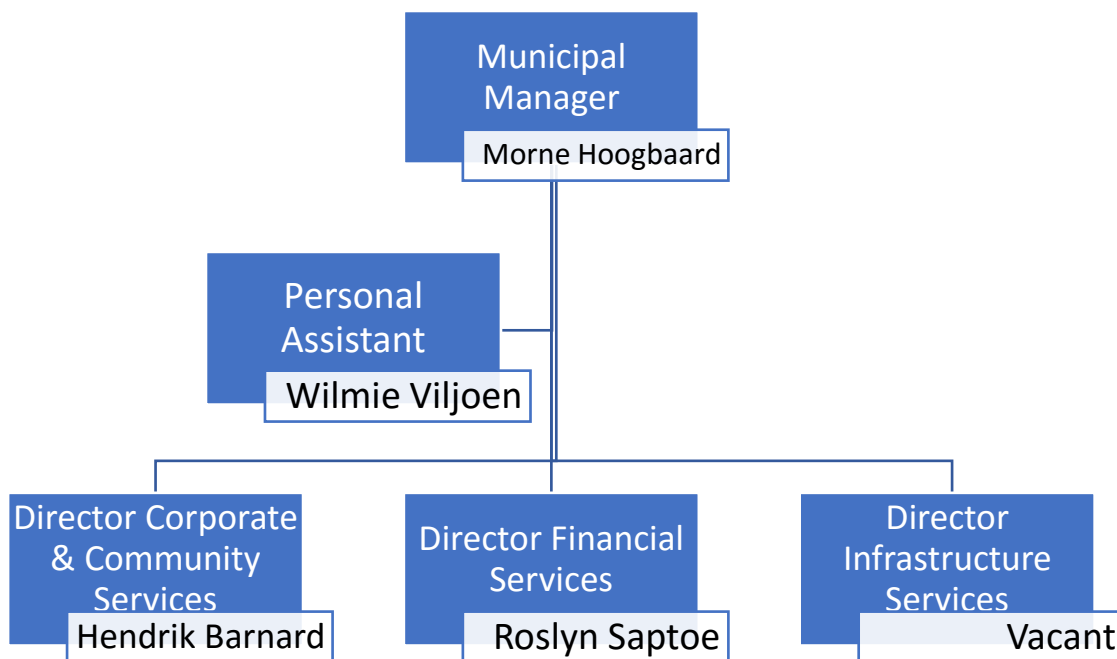 Municipal
Manager
Morne Hoogbaard
Personal
Assistant
Wilmie Viljoen
Director Corporate
& Community
Services
Hendrik Barnard
Director Financial
Services
Roslyn Saptoe
Director
Infrastructure
Services
Vacant